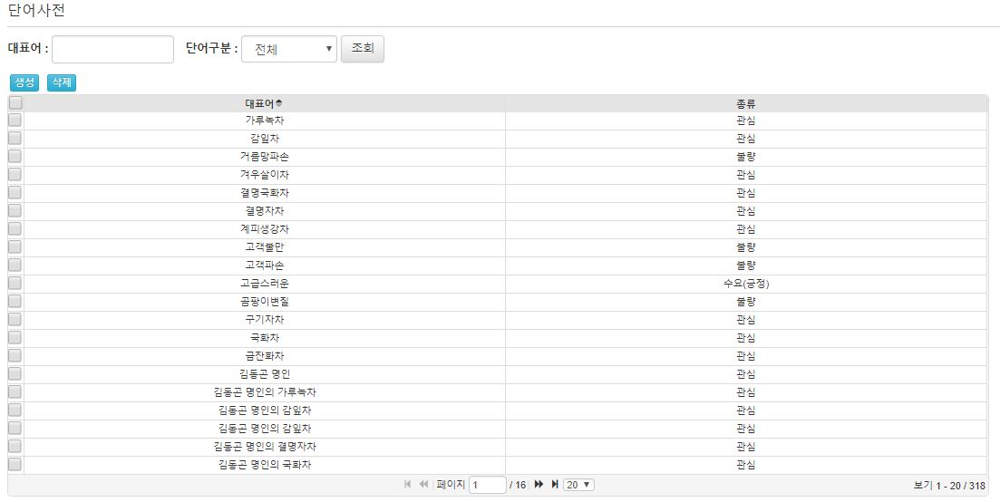 단어사전
대표어 : 단어구분 : 전체 조회
생성 삭제
대표어 종류
가루녹차 관심
감잎차 관심
거름망파손 불량
겨우살이차 관심
결명국화차 관심
결명자차 관심
계피생강차 관심
고객불만 불량
고객파손 불량
고급스러운 수요(긍정)
곰팡이변질 불량
구기자차 관심
국화차 관심
금잔화차 관심
김동곤 명인 관심
김동곤 명인의 가루녹차 관심
김동곤 명인의 감잎차 관심
김동곤 명인의 감잎차 관심
김동곤 명인의 결명자차 관심
김동곤 명인의 국화차 관심
페이지 1 / 16 20 보기 1 - 20 / 318